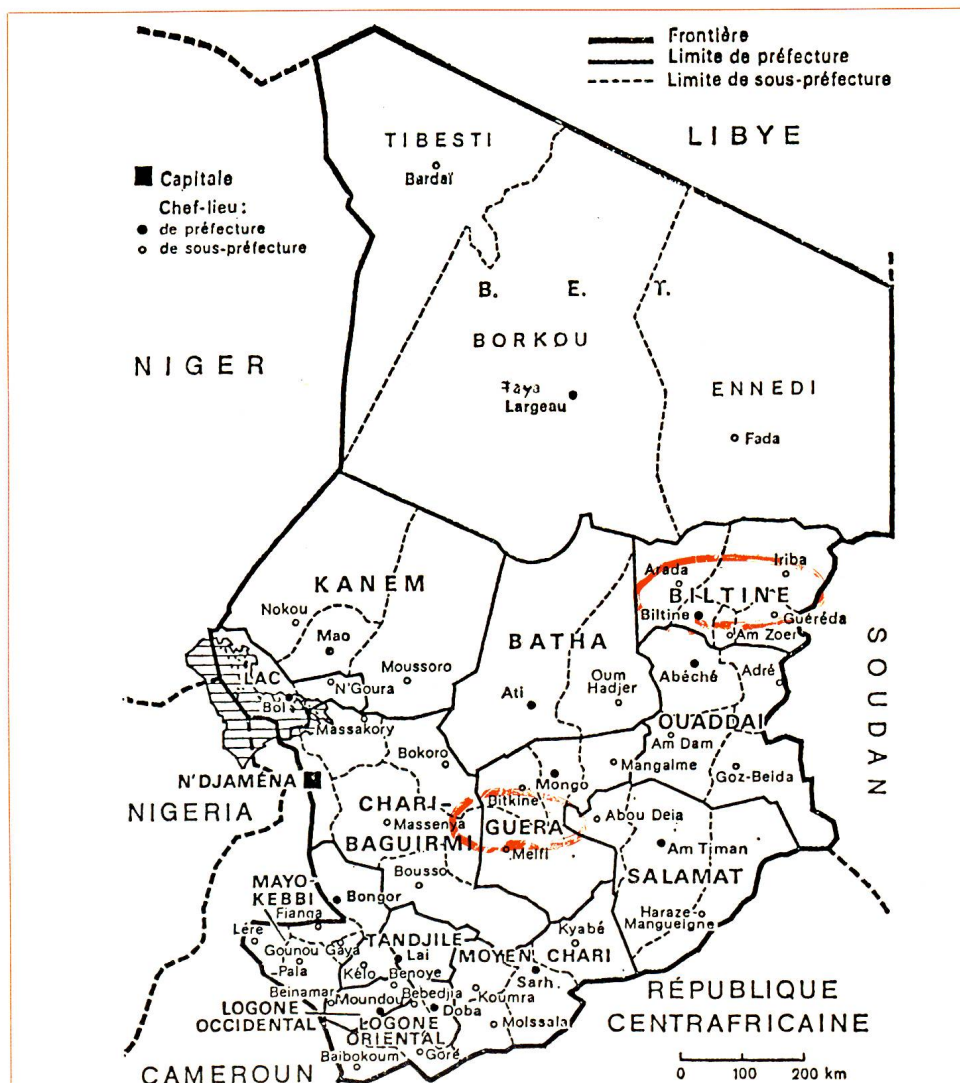 Frontière
Limite de préfecture
Limite de sous-préfecture
LIBYE
TIBESTI
Bardaï
Capitale
Chef-lieu :
de préfecture
de sous-préfecture
B. E. T.
BORKOU
NIGER
Faya
Largeau
ENNEDI
Fada
KANEM
Nokou
Mao
Moussoro
N'Goura
LAC
Bol
Massakory
BATHA
Ati
Oum
Hadjer
Arada
Iriba
BILTINE
Biltine
Guéréda
Am Zoer
SOUDAN
Abéché
Adré
OUADDAI
Am Dam
Mangalme
Goz-Beida
N'DJAMÉNA
NIGERIA
Bokoro
CHARI-
Massenya
BAGUIRMI
Bousso
Mongo
Bitkine
GUERA
Melfi
Abou Deia
Am Timan
SALAMAT
Haraze-
Mangueigne
MAYO-
KEBBI
Bongor
Fianga
Léré
Gounou Gaya
Pala
TANDJILE
Lai
Kélo
Benoye
MOYEN
CHARI
Kyabé
Sarh
Beinamar
Moundou
Bebedjia
Koumra
LOGONE
OCCIDENTAL
Doba
LOGONE
ORIENTAL
Moissala
Baibokoum
Goré
RÉPUBLIQUE
CENTRAFRICAINE
CAMEROUN
0 100 200 km